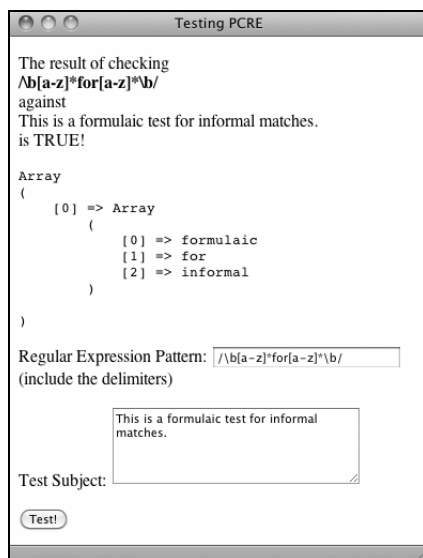 Testing PCRE
The result of checking
/\b[a-z]*for[a-z]*\b/
against
This is a formulaic test for informal matches.
is TRUE!
Array
(
[0] => Array
(
[0] => formulaic
[1] => for
[2] => informal
)
)
Regular Expression Pattern: /\b[a-z]*for[a-z]*\b/
(include the delimiters)
This is a formulaic test for informal
matches.
Test Subject:
Test!